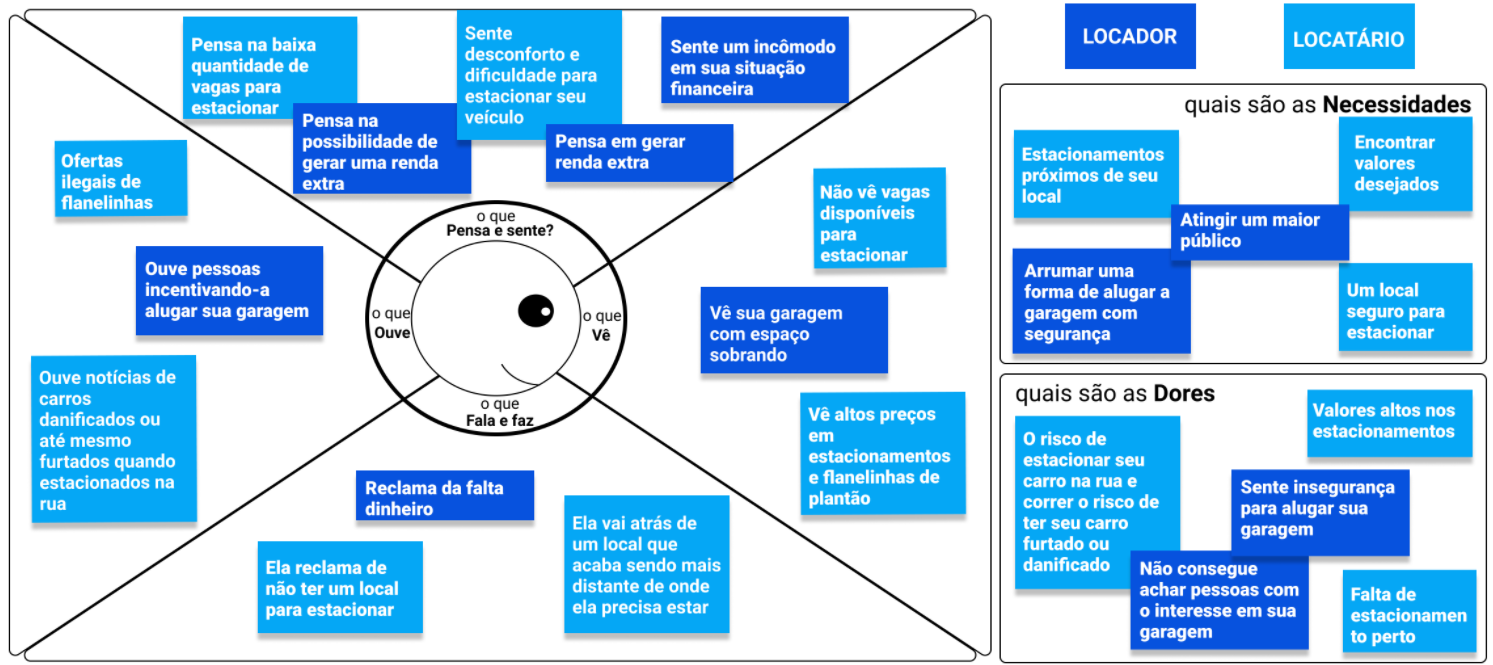 Pensa na baixa
quantidade de
vagas para
estacionar
Pensa na
possibilidade de
gerar uma renda
extra
Sente
desconforto e
dificuldade para
estacionar seu
veículo
Pensa em gerar
renda extra
Sente um incômodo
em sua situação
financeira
Ofertas
ilegais de
flanelinhas
Ouve pessoas
incentivando-a
alugar sua garagem
Ouve notícias de
carros
danificados ou
até mesmo
furtados quando
estacionados na
rua
o que
Pensa e sente?
o que
Ouve
o que
Vê
o que
Fala e faz
Não vê vagas
disponíveis
para
estacionar
Vê sua garagem
com espaço
sobrando
Vê altos preços
em
estacionamentos
e flanelinhas de
plantão
Reclama da falta
dinheiro
Ela reclama de
não ter um local
para estacionar
Ela vai atrás de
um local que
acaba sendo mais
distante de onde
ela precisa estar
LOCADOR
LOCATÁRIO
quais são as Necessidades
Estacionamentos
próximos de seu
local
Encontrar
valores
desejados
Atingir um maior
público
Arrumar uma
forma de alugar a
garagem com
segurança
Um local
seguro para
estacionar
quais são as Dores
O risco de
estacionar seu
carro na rua e
correr o risco de
ter seu carro
furtado ou
danificado
Valores altos nos
estacionamentos
Sente insegurança
para alugar sua
garagem
Não consegue
achar pessoas com
o interesse em sua
garagem
Falta de
estacionamen
to perto